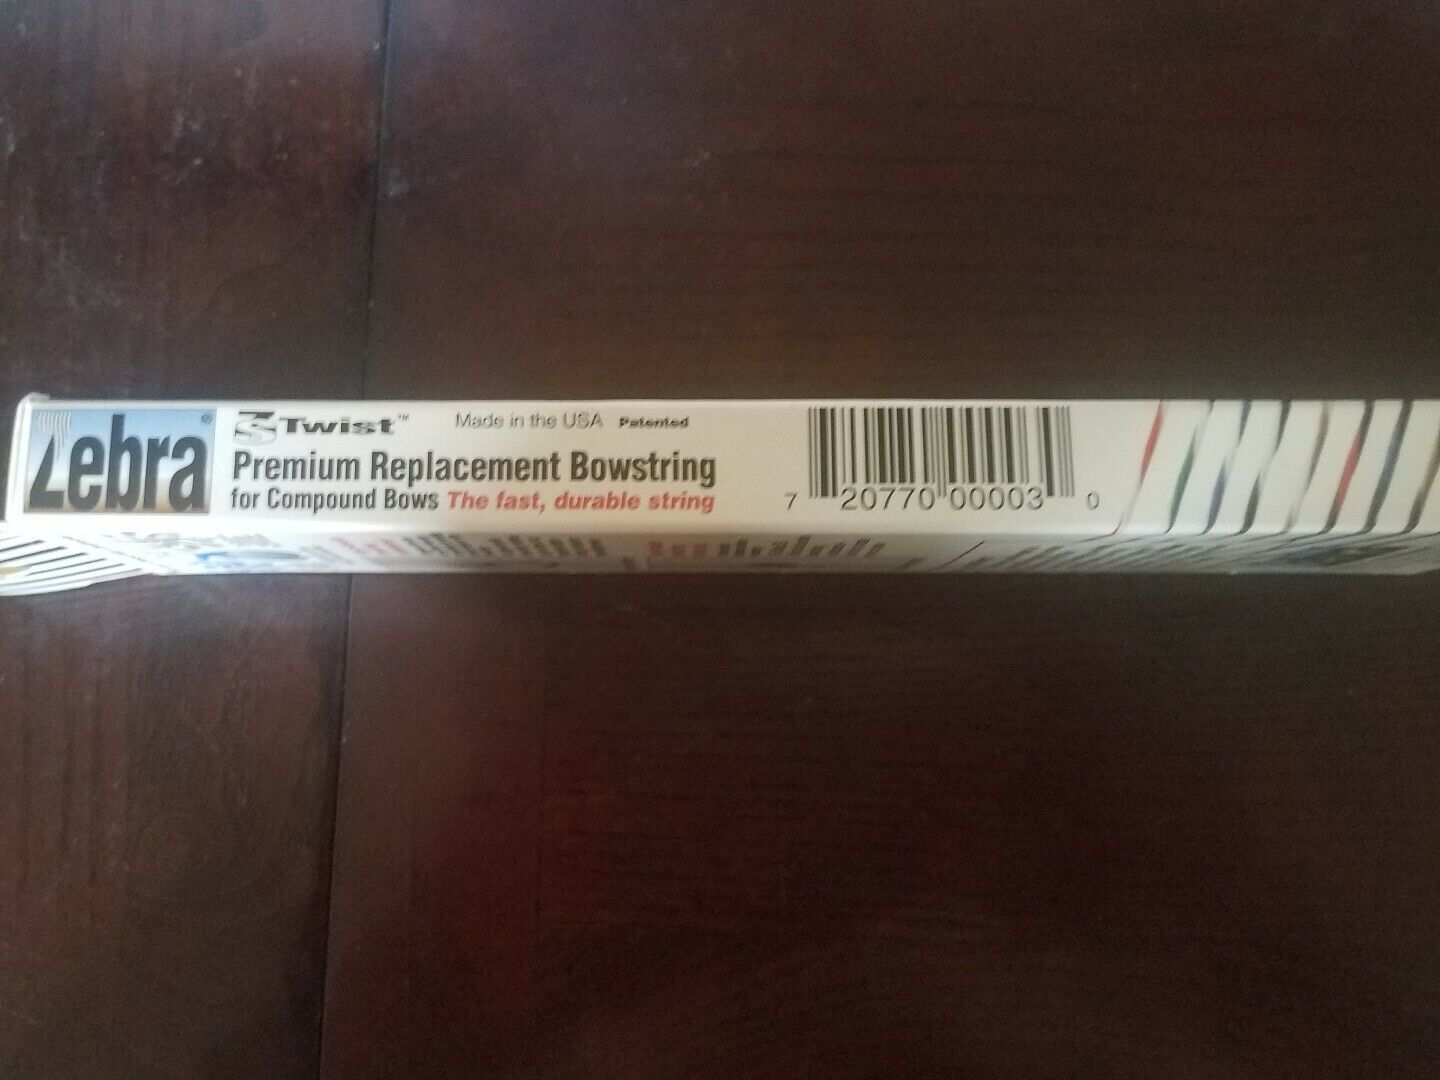 Zebra®
Twist™ Made in the USA Patented
Premium Replacement Bowstring
for Compound Bows The fast, durable string
7 20770 00003 0